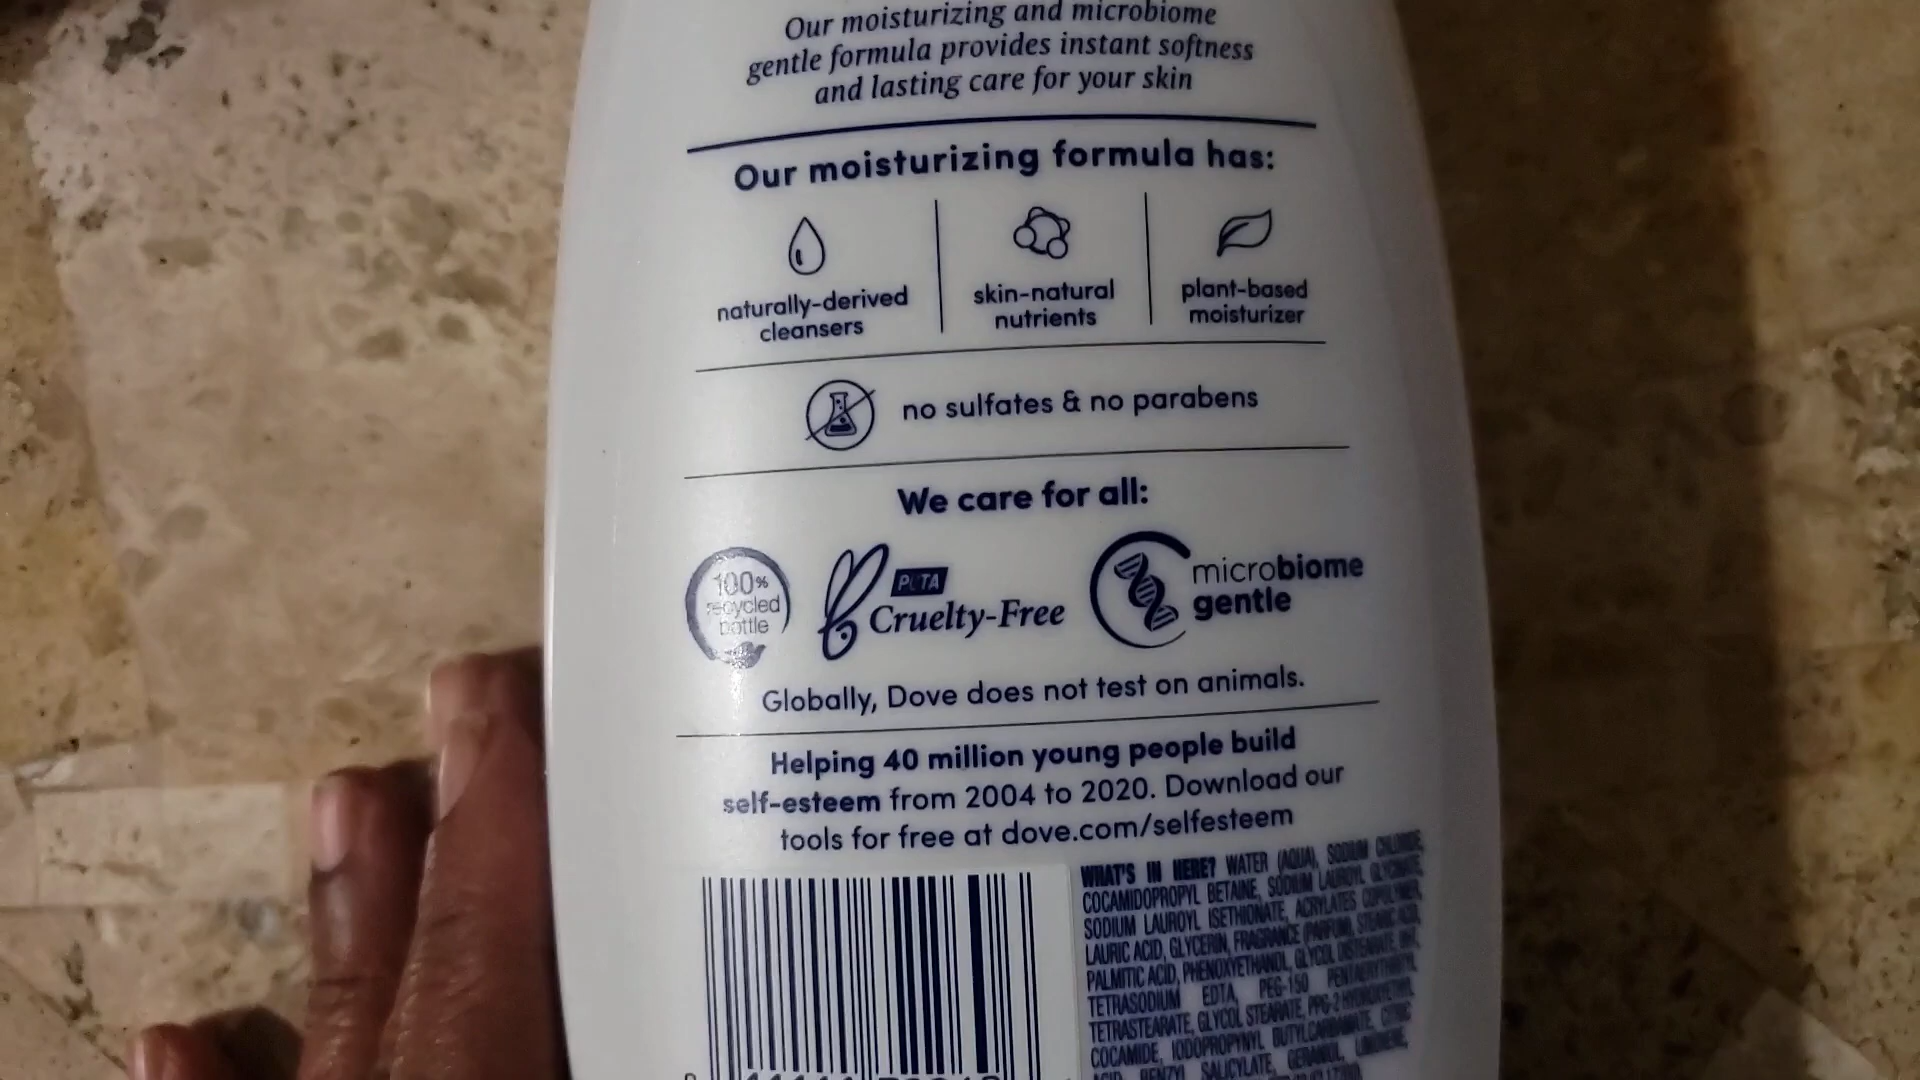 Our moisturizing and microbiome
gentle formula provides instant softness
and lasting care for your skin
Our moisturizing formula has:
naturally-derived
cleansers
skin-natural
nutrients
plant-based
moisturizer
no sulfates & no parabens
We care for all:
100%
recycled
bottle
PETA
Cruelty-Free
microbiome
gentle
Globally, Dove does not test on animals.
Helping 40 million young people build
self-esteem from 2004 to 2020. Download our
tools for free at dove.com/selfesteem
WHAT'S IN HERE? WATER (AQUA), SODIUM CHLORIDE,
COCAMIDOPROPYL BETAINE, SODIUM LAUROYL GLYCINATE,
SODIUM LAUROYL ISETHIONATE, ACRYLATES COPOLYMER,
LAURIC ACID, GLYCERIN, FRAGRANCE (PARFUM), STEARIC ACID,
PALMITIC ACID, PHENOXYETHANOL, GLYCOL DISTEARATE,
TETRASODIUM EDTA, PEG-150 PENTAERYTHRITYL
TETRASTEARATE, GLYCOL STEARATE, PPG-2 HYDROXYETHYL
COCAMIDE, IODOPROPYNYL BUTYLCARBAMATE, CITRIC
ACID, BENZYL SALICYLATE, GERANIOL, LIMONENE,